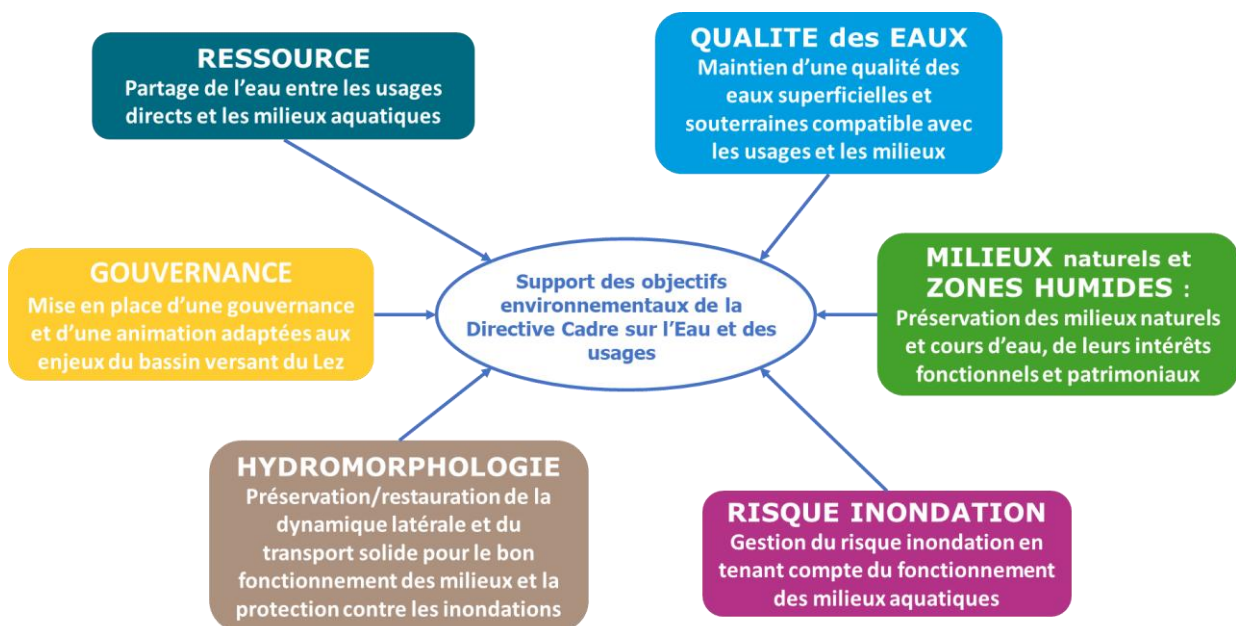 RESSOURCE
Partage de l’eau entre les usages
directs et les milieux aquatiques
QUALITE des EAUX
Maintien d’une qualité des
eaux superficielles et
souterraines compatible avec
les usages et les milieux
GOUVERNANCE
Mise en place d’une gouvernance
et d’une animation adaptées aux
enjeux du bassin versant du Lez
Support des objectifs
environnementaux de la
Directive Cadre sur l’Eau et des
usages
MILIEUX naturels et
ZONES HUMIDES :
Préservation des milieux naturels
et cours d’eau, de leurs intérêts
fonctionnels et patrimoniaux
HYDROMORPHOLOGIE
Préservation/restauration de la
dynamique latérale et du
transport solide pour le bon
fonctionnement des milieux et la
protection contre les inondations
RISQUE INONDATION
Gestion du risque inondation en
tenant compte du fonctionnement
des milieux aquatiques